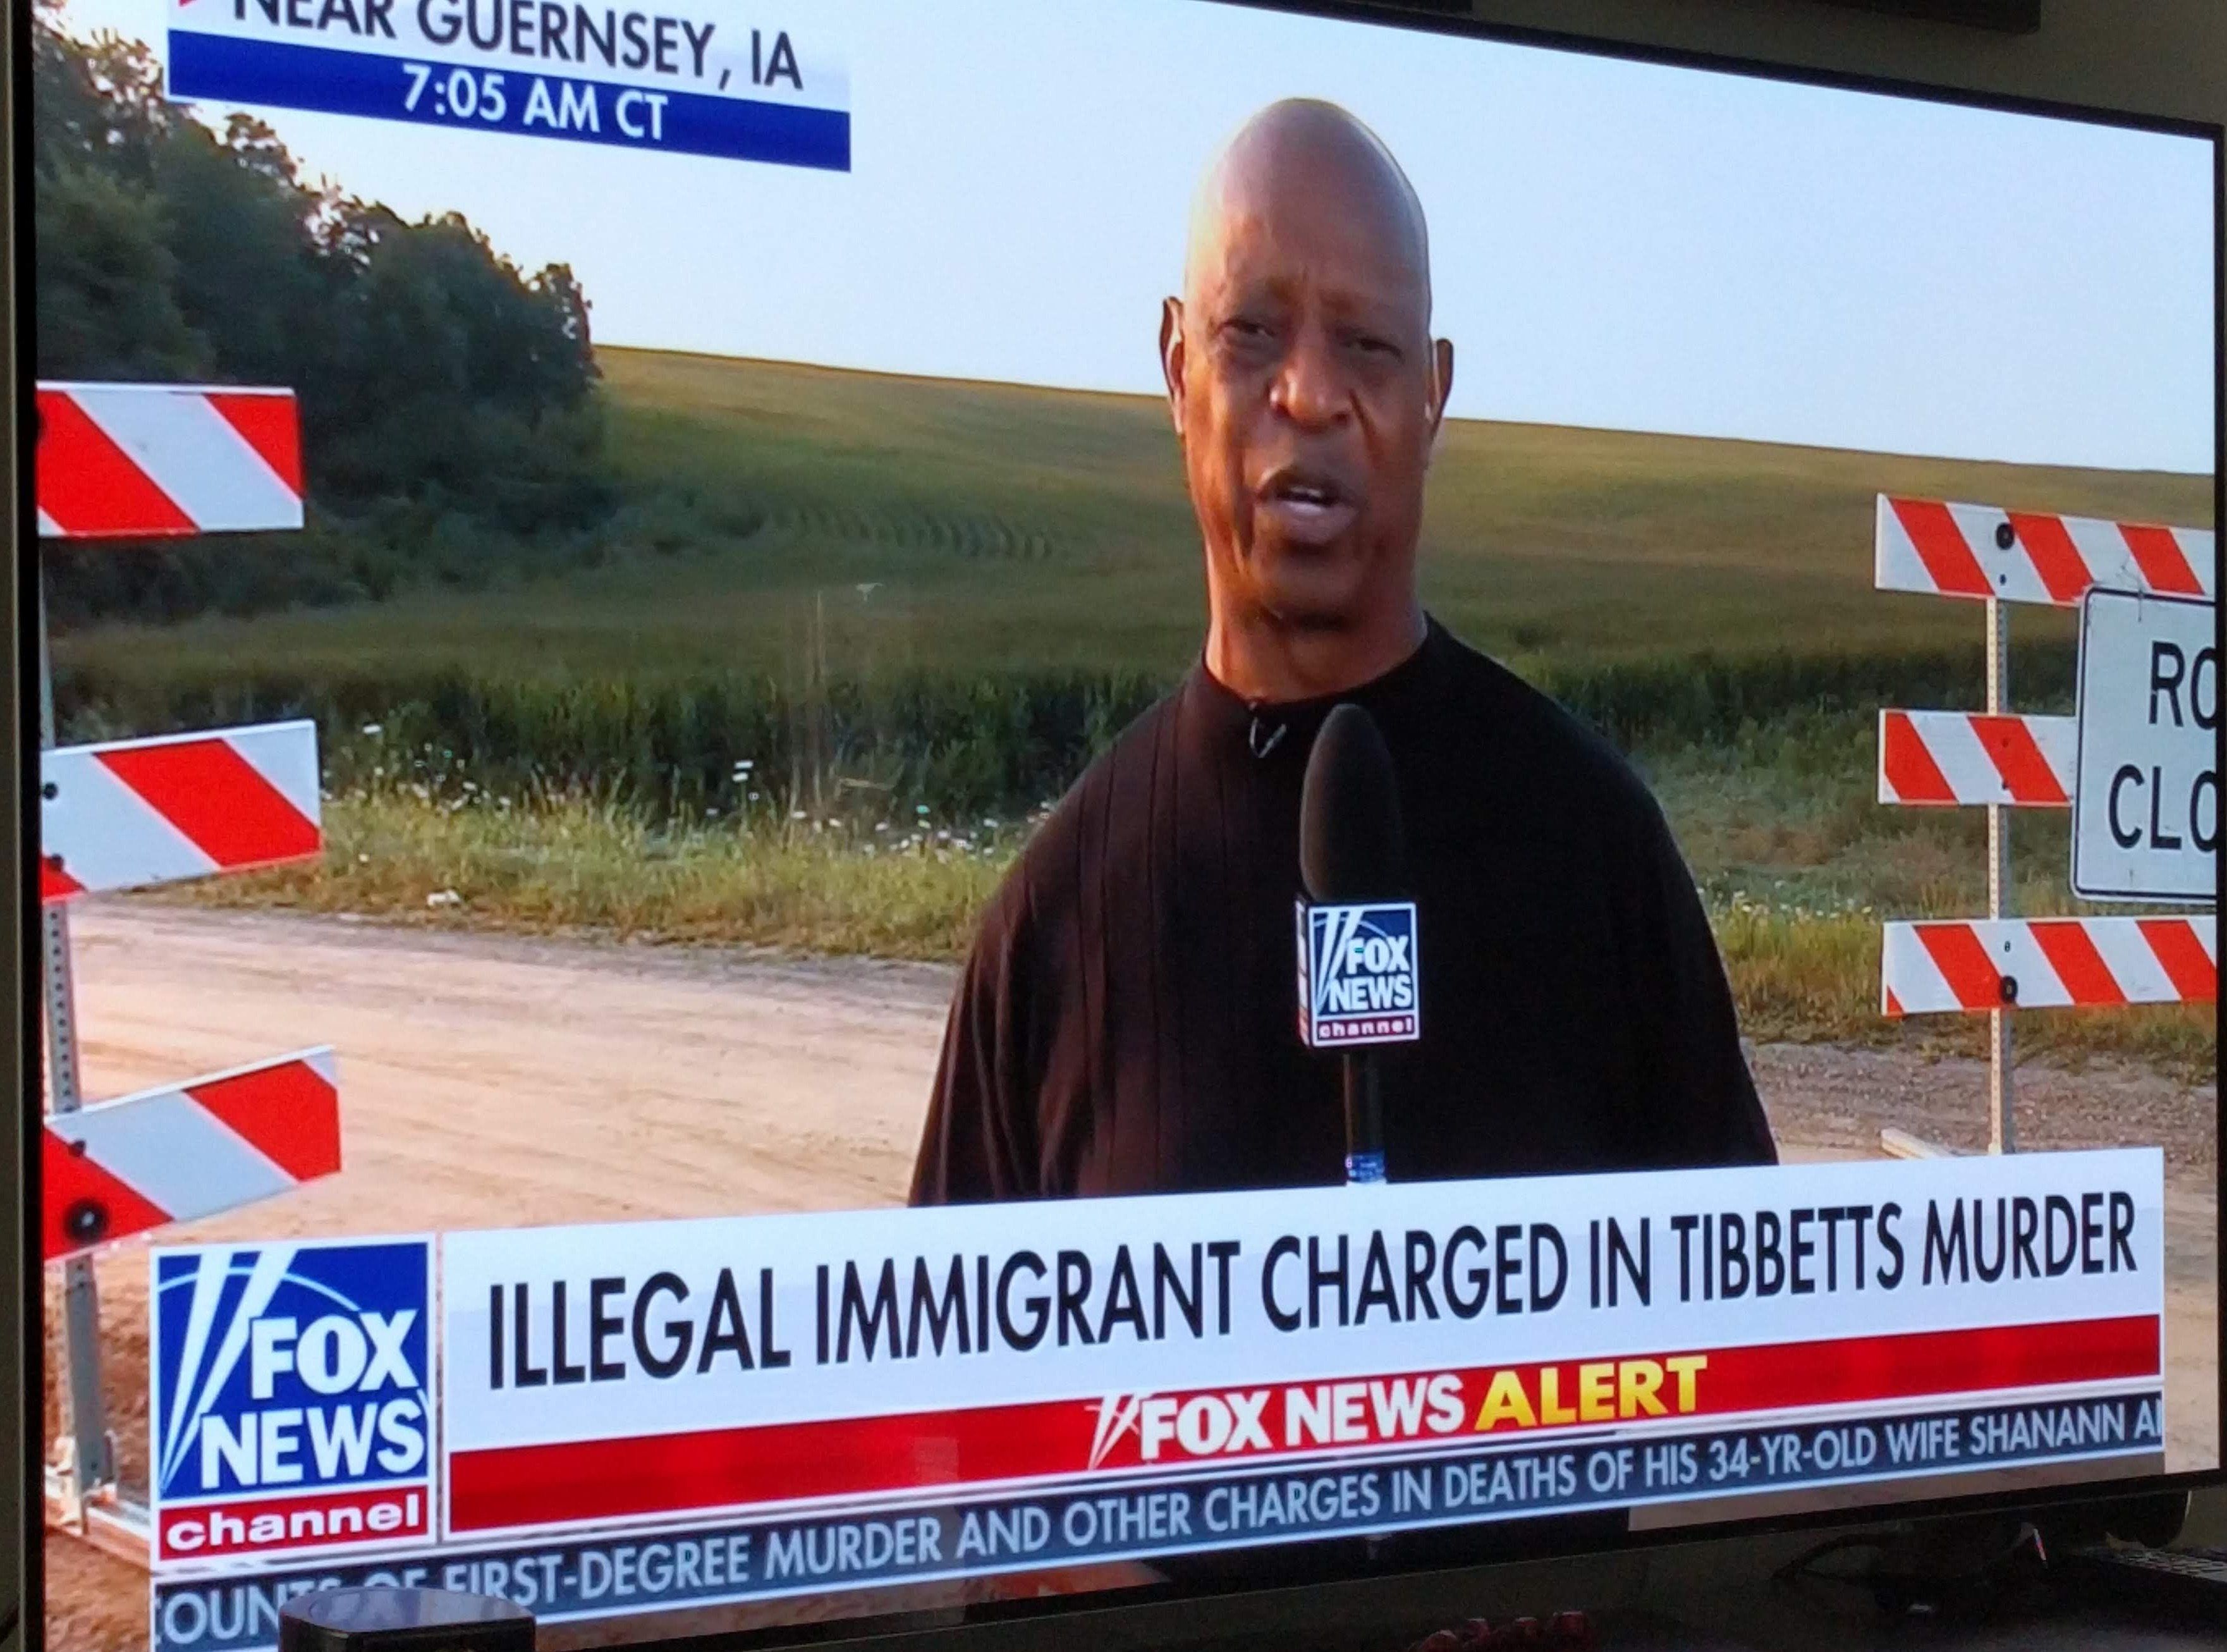 NEAR GUERNSEY, IA
7:05 AM CT
RO
CLO
FOX
NEWS
channel
ILLEGAL IMMIGRANT CHARGED IN TIBBETTS MURDER
FOX NEWS ALERT
FOX
NEWS
channel
OUNTS OF FIRST-DEGREE MURDER AND OTHER CHARGES IN DEATHS OF HIS 34-YR-OLD WIFE SHANANN A